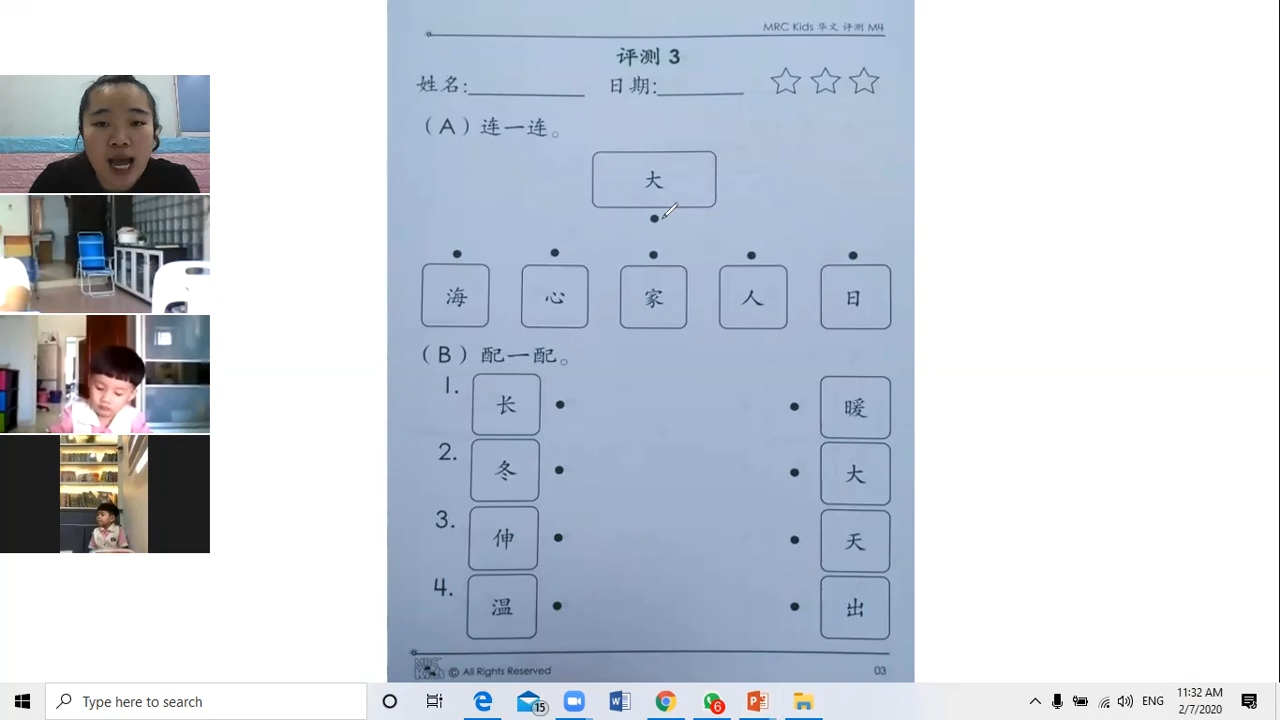 MRC Kids 华文 评测 M4
评测 3
姓名: 日期:
（A）连一连。
大
海 心 家 人 日
（B）配一配。
1. 长 暖
2. 冬 大
3. 伸 天
4. 温 出
MRC Kids © All Rights Reserved 03
Type here to search
15
6
ENG
11:32 AM
2/7/2020